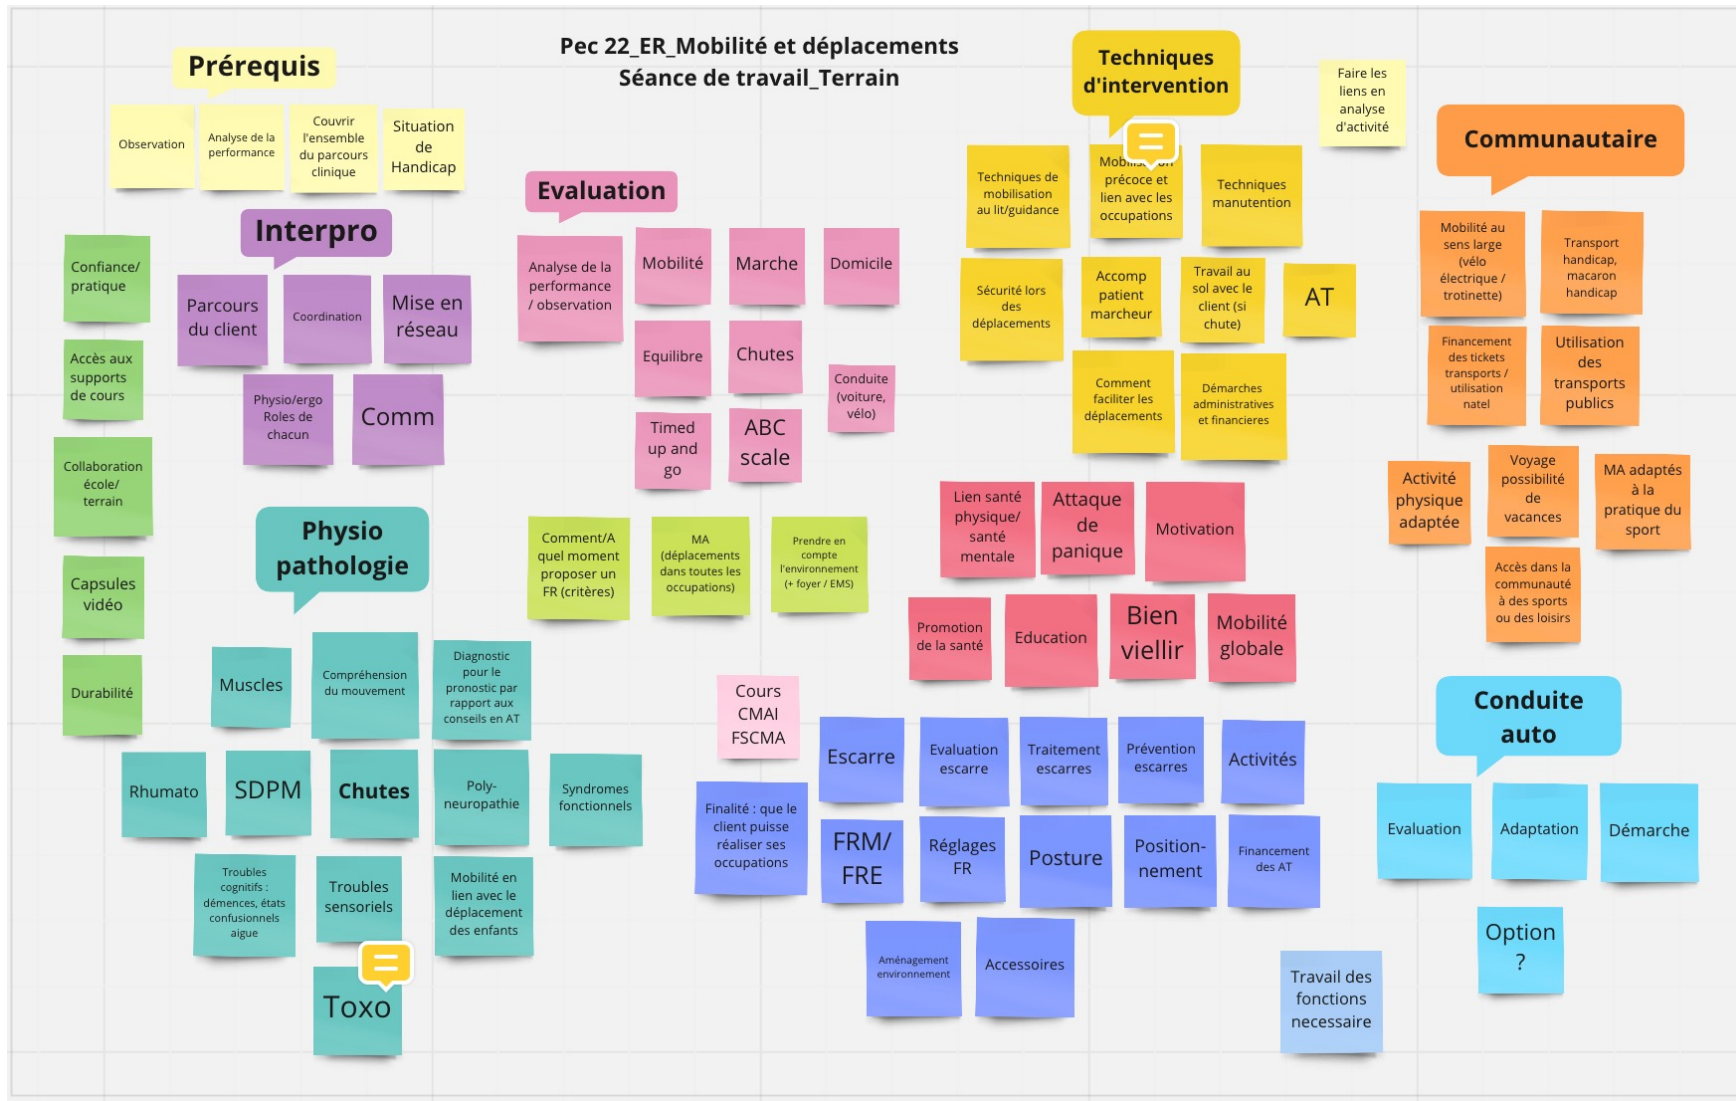 Pec 22_ER_Mobilité et déplacements
Séance de travail_Terrain
Prérequis
Observation
Analyse de la
performance
Couvrir
l'ensemble
du parcours
clinique
Situation
de
Handicap
Interpro
Parcours
du client
Coordination
Mise en
réseau
Physio/ergo
Roles de
chacun
Comm
Confiance/
pratique
Accès aux
supports
de cours
Collaboration
école/
terrain
Capsules
vidéo
Durabilité
Physio
pathologie
Muscles
Compréhension
du mouvement
Diagnostic
pour le
pronostic par
rapport aux
conseils en AT
Rhumato
SDPM
Chutes
Poly-
neuropathie
Syndromes
fonctionnels
Troubles
cognitifs :
démences, états
confusionnels
aigue
Troubles
sensoriels
Mobilité en
lien avec le
déplacement
des enfants
Toxo
Evaluation
Analyse de la
performance
/ observation
Mobilité
Marche
Domicile
Equilibre
Chutes
Conduite
(voiture,
vélo)
Timed
up and
go
ABC
scale
Comment/A
quel moment
proposer un
FR (critères)
MA
(déplacements
dans toutes les
occupations)
Prendre en
compte
l'environnement
(+ foyer / EMS)
Techniques
d'intervention
Techniques de
mobilisation
au lit/guidance
précoce et
lien avec les
occupations
Techniques
manutention
Sécurité lors
des
déplacements
Accomp
patient
marcheur
Travail au
sol avec le
client (si
chute)
AT
Comment
faciliter les
déplacements
Démarches
administratives
et financieres
Faire les
liens en
analyse
d'activité
Lien santé
physique/
santé
mentale
Attaque
de
panique
Motivation
Promotion
de la santé
Education
Bien
viellir
Mobilité
globale
Cours
CMAI
FSCMA
Escarre
Evaluation
escarre
Traitement
escarres
Prévention
escarres
Activités
Finalité : que le
client puisse
réaliser ses
occupations
FRM/
FRE
Réglages
FR
Posture
Position-
nement
Financement
des AT
Aménagement
environnement
Accessoires
Communautaire
Mobilité au
sens large
(vélo
électrique /
trotinette)
Transport
handicap,
macaron
handicap
Financement
des tickets
transports /
utilisation
natel
Utilisation
des
transports
publics
Activité
physique
adaptée
Voyage
possibilité
de
vacances
MA adaptés
à la
pratique du
sport
Accès dans la
communauté
à des sports
ou des loisirs
Conduite
auto
Evaluation
Adaptation
Démarche
Option
?
Travail des
fonctions
necessaire